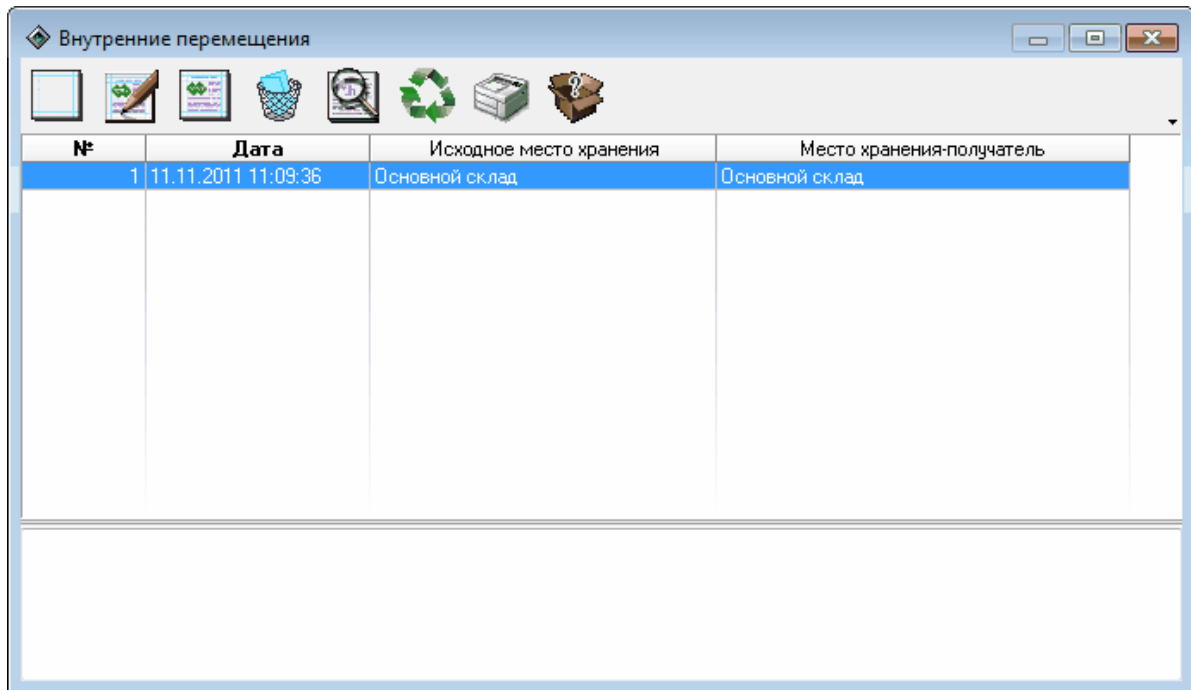 Внутренние перемещения
№ Дата Исходное место хранения Место хранения-получатель
1 11.11.2011 11:09:36 Основной склад Основной склад